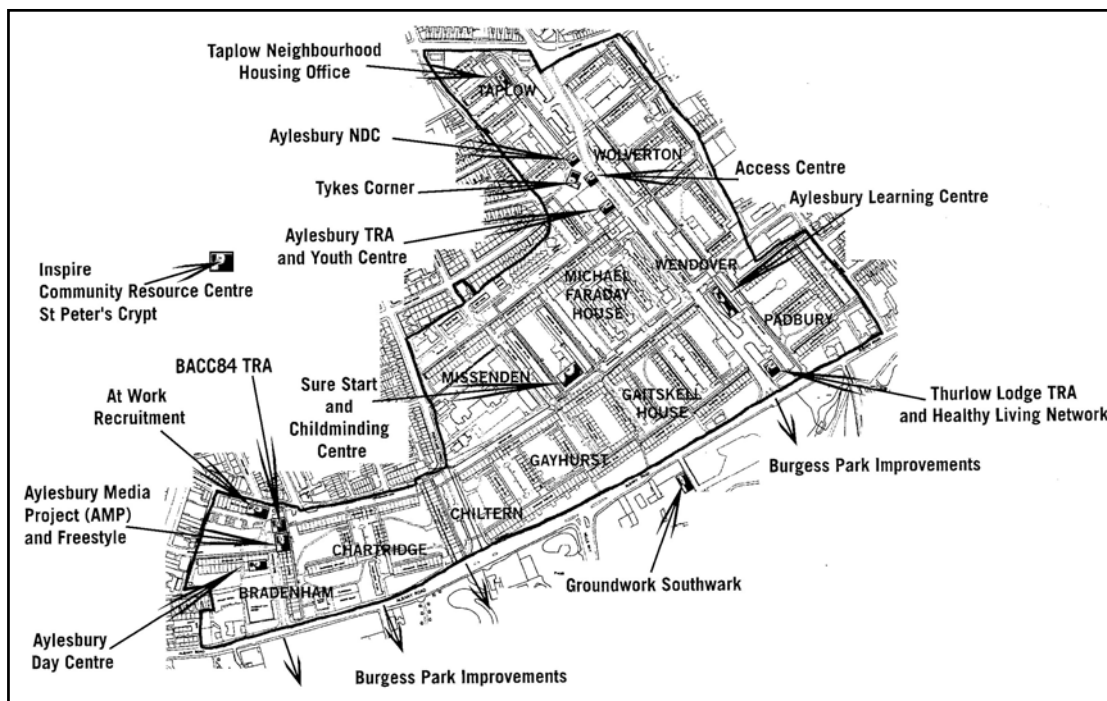 Taplow Neighbourhood
Housing Office
TAPLOW
Aylesbury NDC
WOLVERTON
Access Centre
Tykes Corner
Aylesbury Learning Centre
Aylesbury TRA
and Youth Centre
WENDOVER
Inspire
Community Resource Centre
St Peter's Crypt
MICHAEL
FARADAY
HOUSE
PADBURY
BACC84 TRA
MISSENDEN
At Work
Recruitment
Sure Start
and
Childminding
Centre
GAITSKELL
HOUSE
Thurlow Lodge TRA
and Healthy Living Network
GAYHURST
Burgess Park Improvements
Aylesbury Media
Project (AMP)
and Freestyle
CHILTERN
CHARTRIDGE
Groundwork Southwark
BRADENHAM
ALBANY ROAD
Aylesbury
Day Centre
Burgess Park Improvements